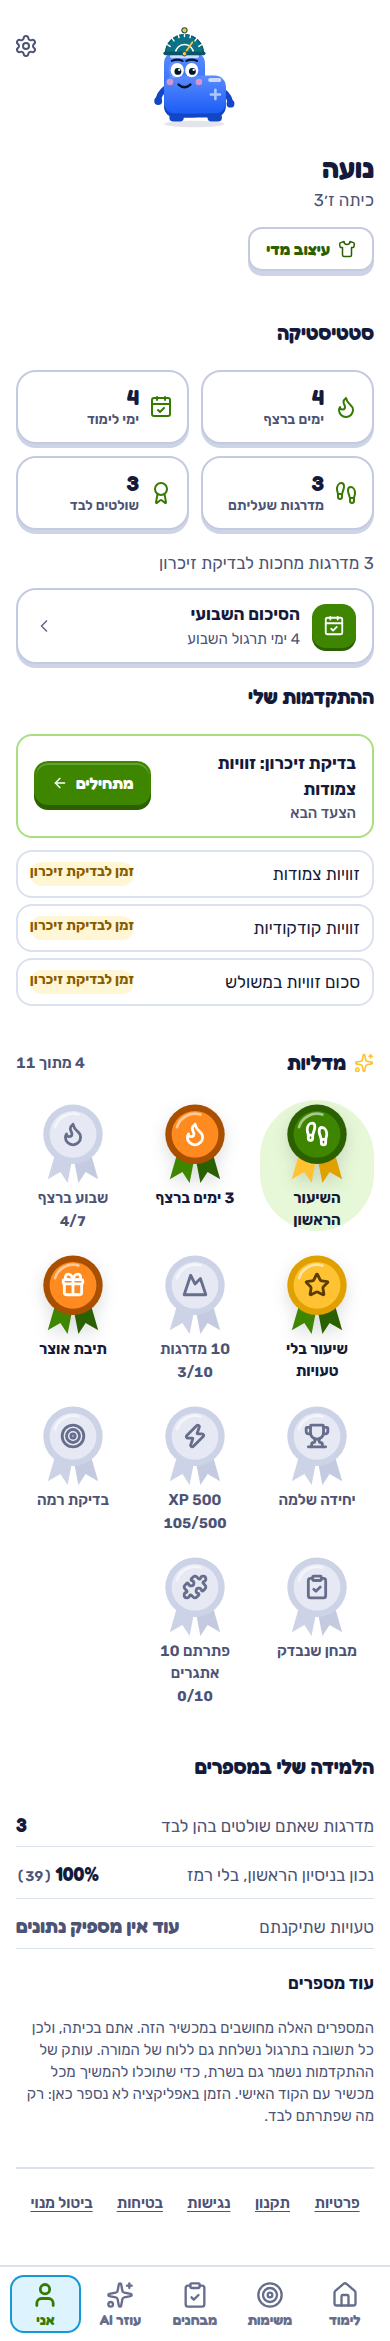 נועה
כיתה ז׳3
עיצוב מדי
סטטיסטיקה
4
ימים ברצף
4
ימי לימוד
3
מדרגות שעליתם
3
שולטים לבד
3 מדרגות מחכות לבדיקת זיכרון
הסיכום השבועי
4 ימי תרגול השבוע
ההתקדמות שלי
בדיקת זיכרון: זוויות
צמודות
הצעד הבא
מתחילים
זוויות צמודות
זמן לבדיקת זיכרון
זוויות קודקודיות
זמן לבדיקת זיכרון
סכום זוויות במשולש
זמן לבדיקת זיכרון
מדליות
4 מתוך 11
השיעור
הראשון
3 ימים ברצף
שבוע ברצף
4/7
שיעור בלי
טעויות
10 מדרגות
3/10
תיבת אוצר
יחידה שלמה
500 XP
105/500
בדיקת רמה
מבחן שנבדק
פתרתם 10
אתגרים
0/10
הלמידה שלי במספרים
מדרגות שאתם שולטים בהן לבד
3
נכון בניסיון הראשון, בלי רמז
100% (39)
טעויות שתיקנתם
עוד אין מספיק נתונים
עוד מספרים
המספרים האלה מחושבים במכשיר הזה. אתם בכיתה, ולכן
כל תשובה בתרגול נשלחת גם ללוח של המורה. עותק של
ההתקדמות נשמר גם בשרת, כדי שתוכלו להמשיך מכל
מכשיר עם הקוד האישי. הזמן באפליקציה לא נספר כאן: רק
מה שפתרתם לבד.
פרטיות
תקנון
נגישות
בטיחות
ביטול מנוי
לימוד
משימות
מבחנים
עוזר AI
אני